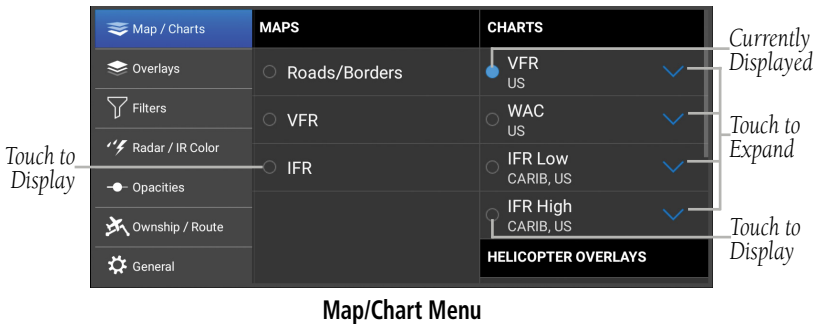 Map / Charts
Overlays
Filters
Radar / IR Color
Opacities
Ownship / Route
General
MAPS
Roads/Borders
VFR
IFR
CHARTS
VFR
US
WAC
US
IFR Low
CARIB, US
IFR High
CARIB, US
HELICOPTER OVERLAYS
Touch to
Display
Currently
Displayed
Touch to
Expand
Touch to
Display
Map/Chart Menu